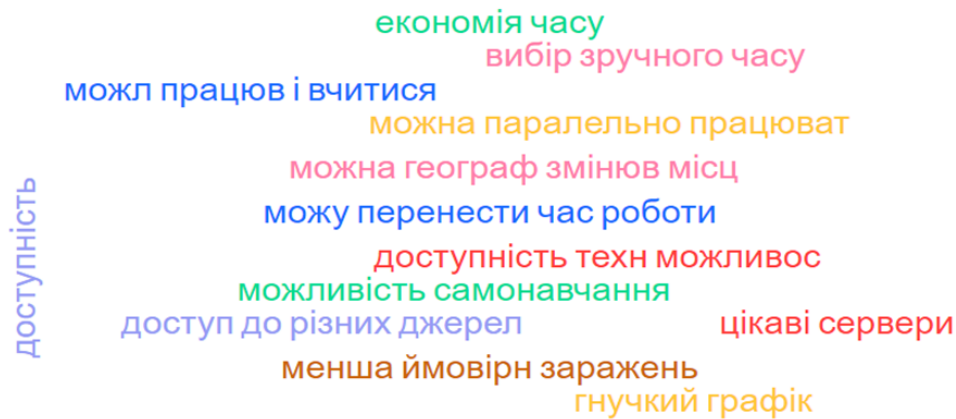 економія часу
вибір зручного часу
можл працюв і вчитися
можна паралельно працюват
можна географ змінюв місц
можу перенести час роботи
доступність техн можливос
можливість самонавчання
доступ до різних джерел
цікаві сервери
менша ймовірн заражень
гнучкий графік
доступність